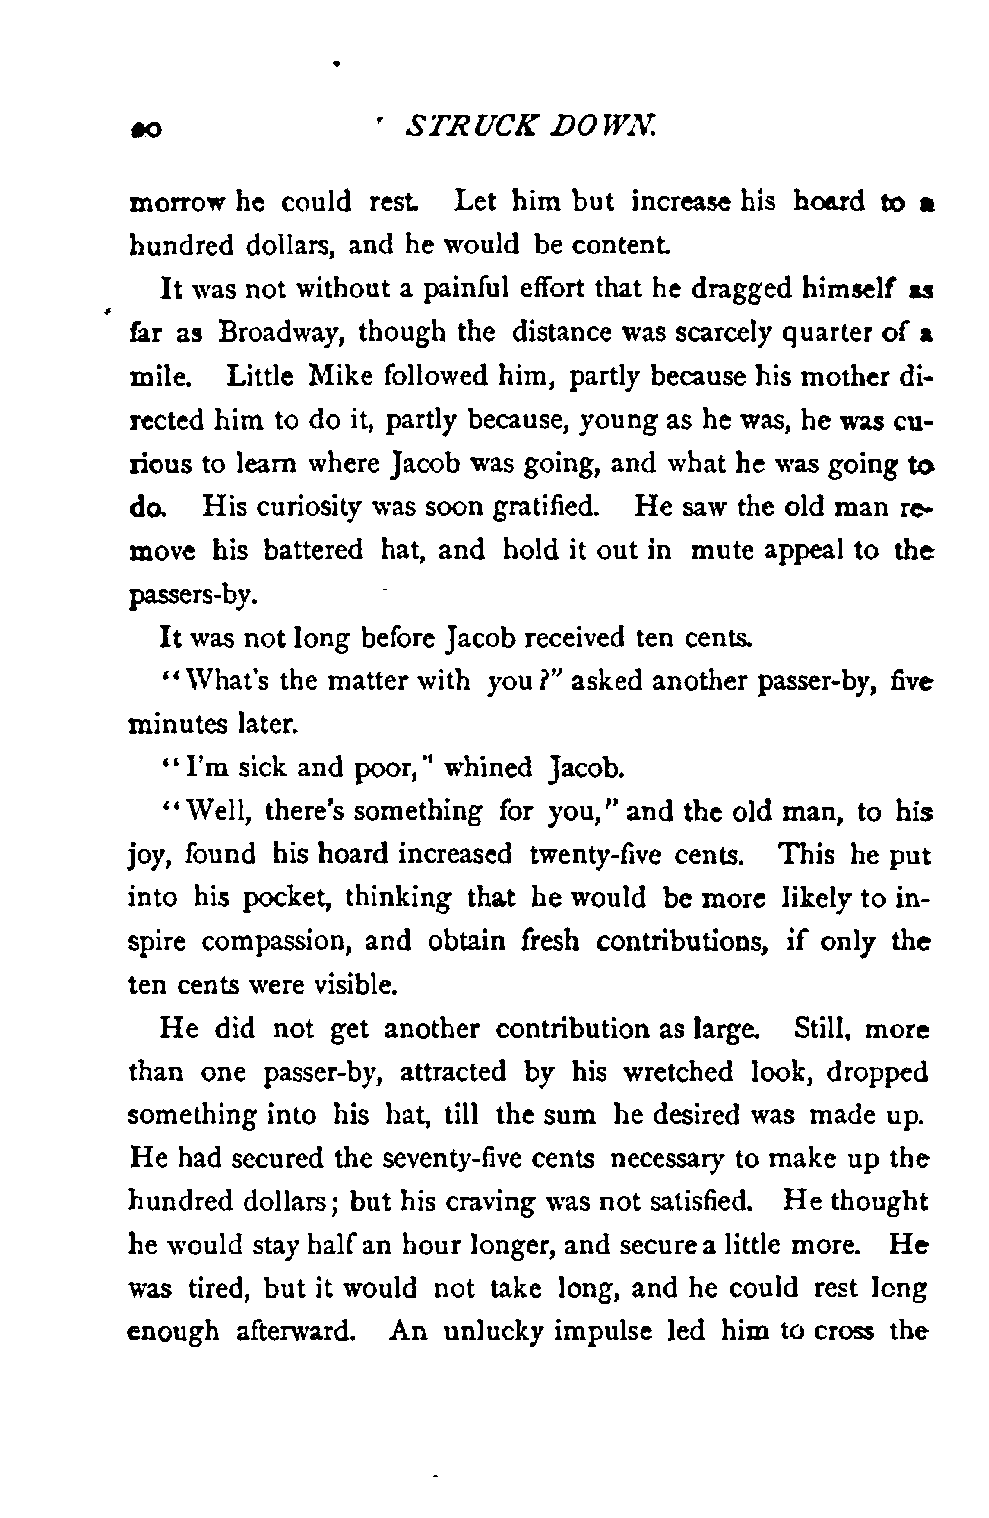 STRUCK DOWN.
morrow he could rest. Let him but increase his hoard to a
hundred dollars, and he would be content.
It was not without a painful effort that he dragged himself as
far as Broadway, though the distance was scarcely quarter of a
mile. Little Mike followed him, partly because his mother di-
rected him to do it, partly because, young as he was, he was cu-
rious to learn where Jacob was going, and what he was going to
do. His curiosity was soon gratified. He saw the old man re-
move his battered hat, and hold it out in mute appeal to the
passers-by.
It was not long before Jacob received ten cents.
"What's the matter with you?" asked another passer-by, five
minutes later.
"I'm sick and poor," whined Jacob.
"Well, there's something for you," and the old man, to his
joy, found his hoard increased twenty-five cents. This he put
into his pocket, thinking that he would be more likely to in-
spire compassion, and obtain fresh contributions, if only the
ten cents were visible.
He did not get another contribution as large. Still, more
than one passer-by, attracted by his wretched look, dropped
something into his hat, till the sum he desired was made up.
He had secured the seventy-five cents necessary to make up the
hundred dollars; but his craving was not satisfied. He thought
he would stay half an hour longer, and secure a little more. He
was tired, but it would not take long, and he could rest long
enough afterward. An unlucky impulse led him to cross the